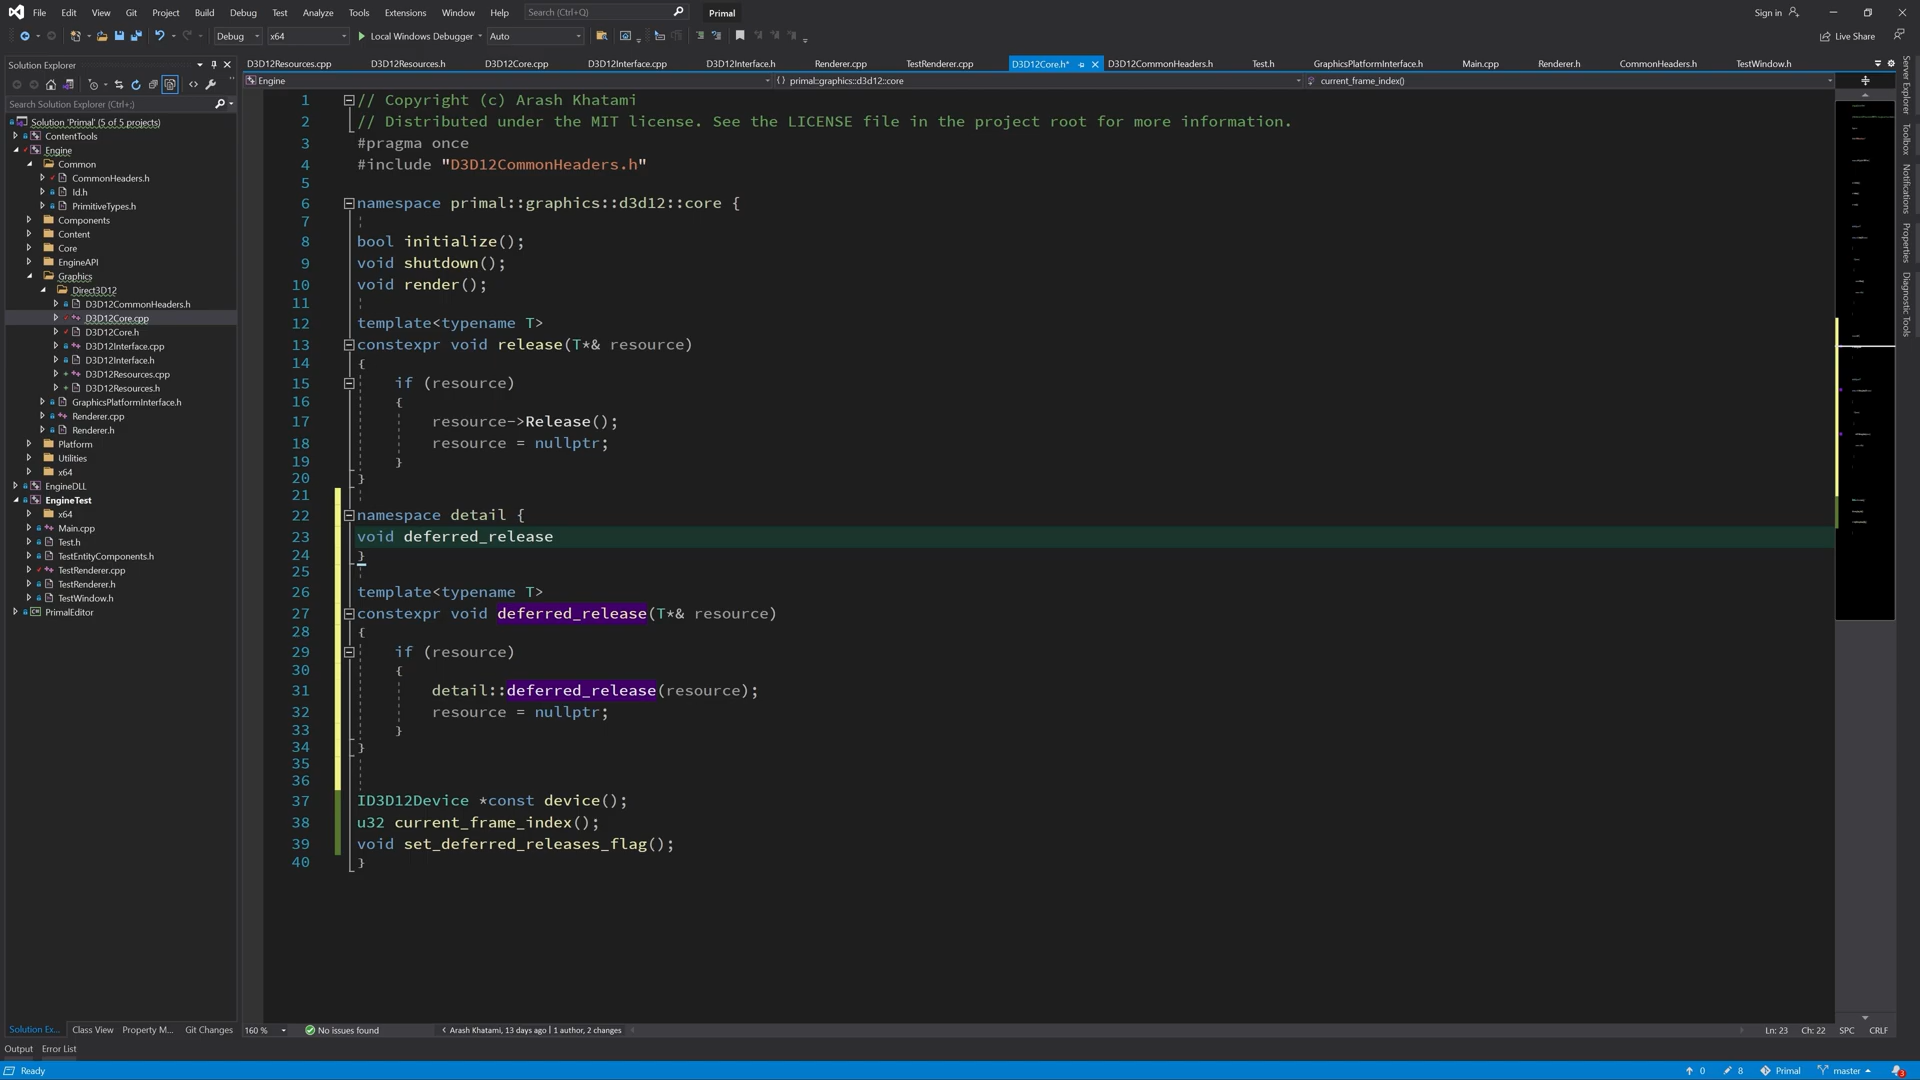 File Edit View Git Project Build Debug Test Analyze Tools Extensions Window Help Search (Ctrl+Q) Primal Sign in
Debug x64 Local Windows Debugger Auto Live Share
Solution Explorer
Search Solution Explorer (Ctrl+;)
Solution 'Primal' (5 of 5 projects)
ContentTools
Engine
Common
CommonHeaders.h
Id.h
PrimitiveTypes.h
Components
Content
Core
EngineAPI
Graphics
Direct3D12
D3D12CommonHeaders.h
D3D12Core.cpp
D3D12Core.h
D3D12Interface.cpp
D3D12Interface.h
D3D12Resources.cpp
D3D12Resources.h
GraphicsPlatformInterface.h
Renderer.cpp
Renderer.h
Platform
Utilities
x64
EngineDLL
EngineTest
x64
Main.cpp
Test.h
TestEntityComponents.h
TestRenderer.cpp
TestRenderer.h
TestWindow.h
PrimalEditor
Solution Ex... Class View Property M... Git Changes
D3D12Resources.cpp D3D12Resources.h D3D12Core.cpp D3D12Interface.cpp D3D12Interface.h Renderer.cpp TestRenderer.cpp D3D12Core.h* D3D12CommonHeaders.h Test.h GraphicsPlatformInterface.h Main.cpp Renderer.h CommonHeaders.h TestWindow.h
Engine primal::graphics::d3d12::core current_frame_index()
1 // Copyright (c) Arash Khatami
2 // Distributed under the MIT license. See the LICENSE file in the project root for more information.
3 #pragma once
4 #include "D3D12CommonHeaders.h"
5
6 namespace primal::graphics::d3d12::core {
7
8 bool initialize();
9 void shutdown();
10 void render();
11
12 template<typename T>
13 constexpr void release(T*& resource)
14 {
15 if (resource)
16 {
17 resource->Release();
18 resource = nullptr;
19 }
20 }
21
22 namespace detail {
23 void deferred_release
24 }
25
26 template<typename T>
27 constexpr void deferred_release(T*& resource)
28 {
29 if (resource)
30 {
31 detail::deferred_release(resource);
32 resource = nullptr;
33 }
34 }
35
36
37 ID3D12Device *const device();
38 u32 current_frame_index();
39 void set_deferred_releases_flag();
40 }
Server Explorer
Toolbox
Notifications
Properties
Diagnostic Tools
160 % No issues found Arash Khatami, 13 days ago | 1 author, 2 changes Ln: 23 Ch: 22 SPC CRLF
Output Error List
Ready 0 8 Primal master 3